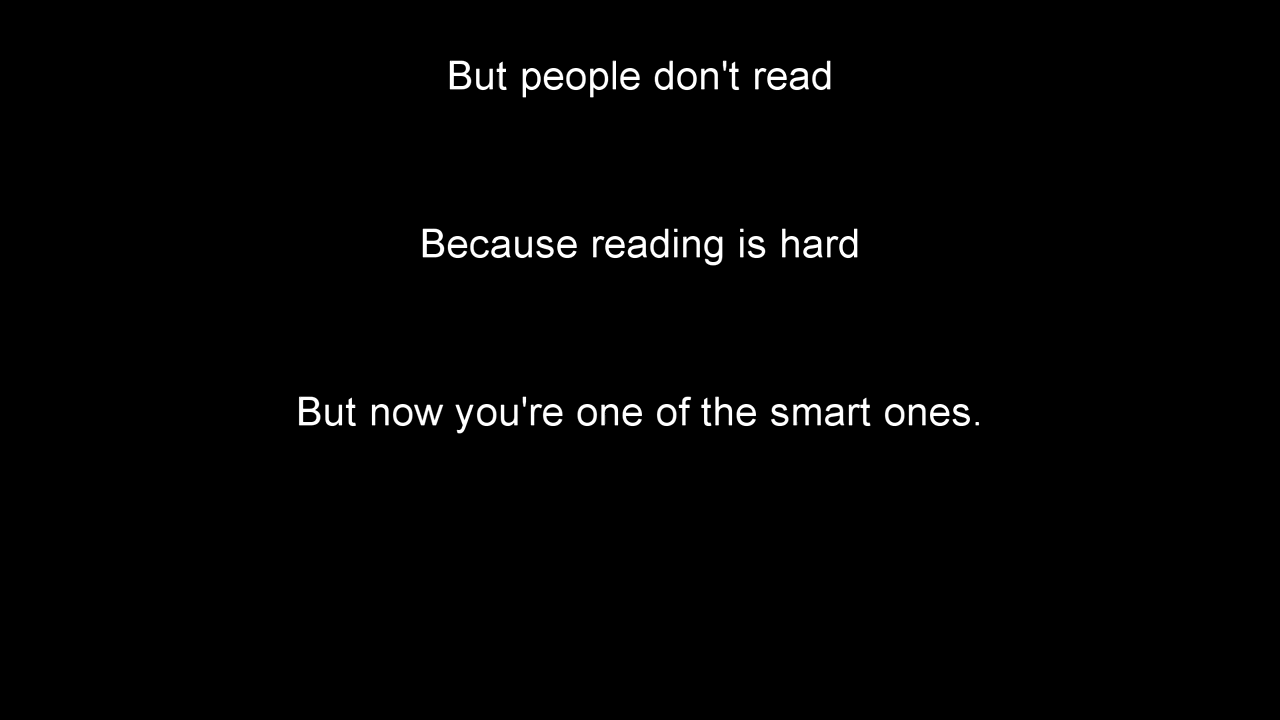 But people don't read
Because reading is hard
But now you're one of the smart ones.